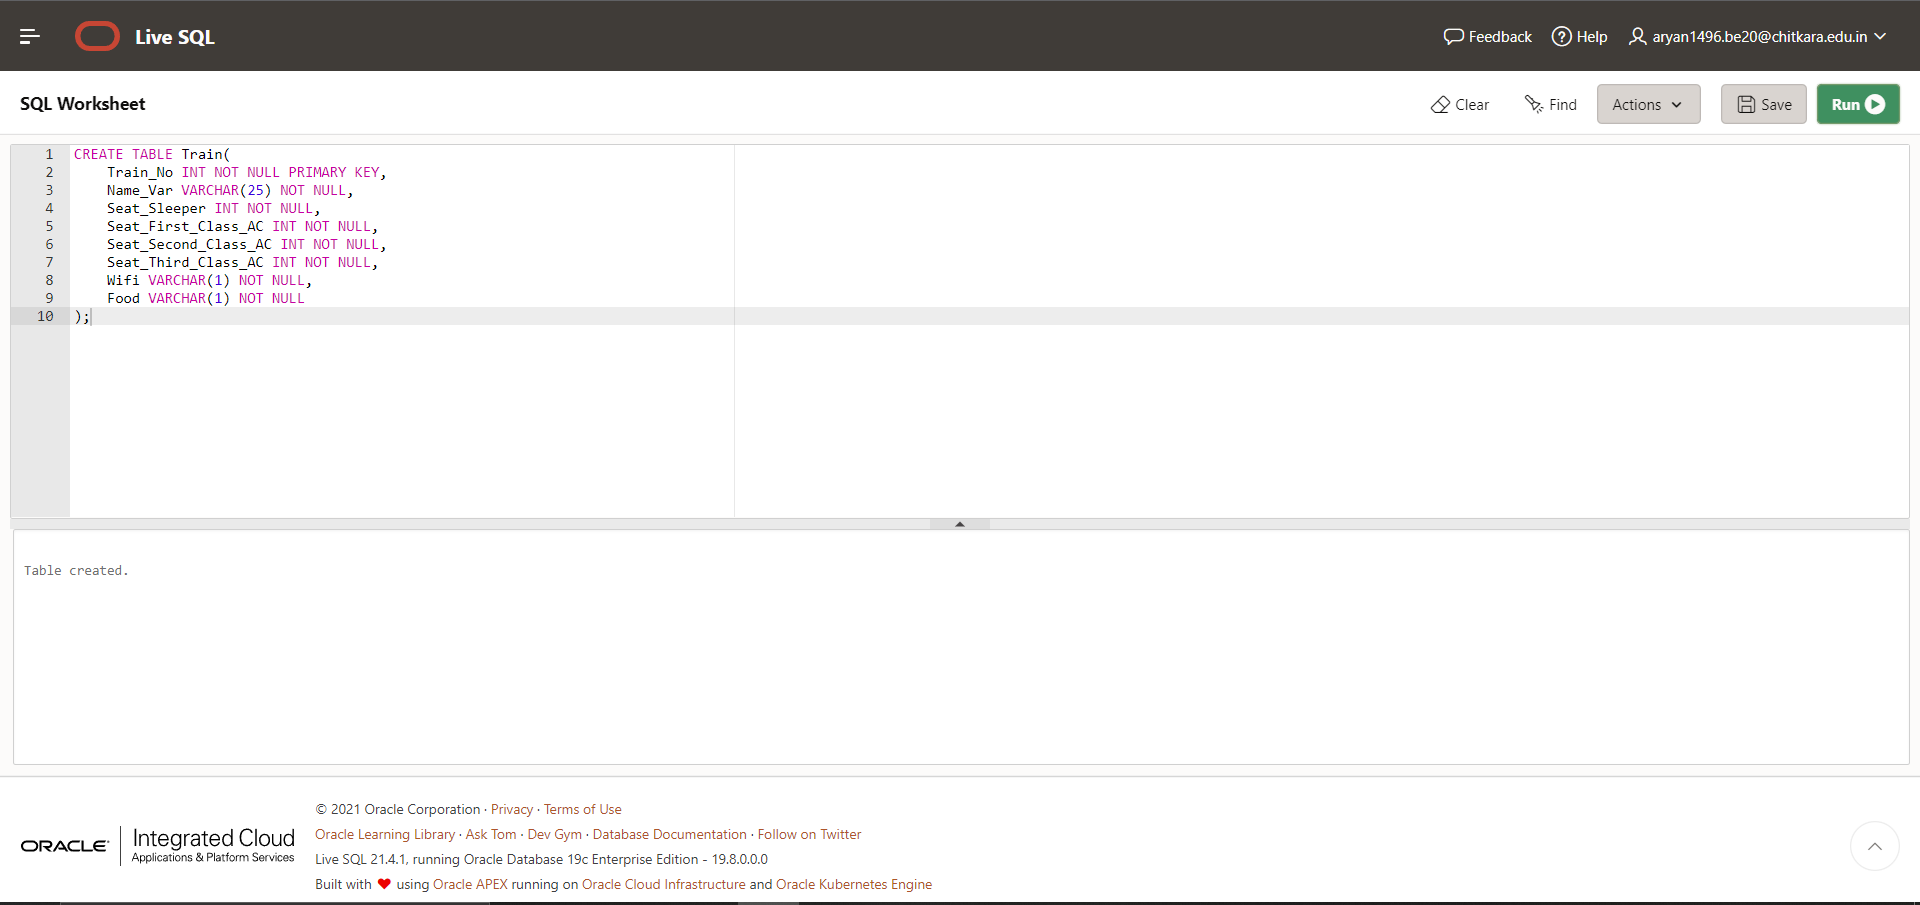 Live SQL
Feedback Help aryan1496.be20@chitkara.edu.in
SQL Worksheet
Clear Find Actions Save Run
1 CREATE TABLE Train(
2 Train_No INT NOT NULL PRIMARY KEY,
3 Name_Var VARCHAR(25) NOT NULL,
4 Seat_Sleeper INT NOT NULL,
5 Seat_First_Class_AC INT NOT NULL,
6 Seat_Second_Class_AC INT NOT NULL,
7 Seat_Third_Class_AC INT NOT NULL,
8 Wifi VARCHAR(1) NOT NULL,
9 Food VARCHAR(1) NOT NULL
10 );
Table created.
ORACLE
Integrated Cloud
Applications & Platform Services
© 2021 Oracle Corporation · Privacy · Terms of Use
Oracle Learning Library · Ask Tom · Dev Gym · Database Documentation · Follow on Twitter
Live SQL 21.4.1, running Oracle Database 19c Enterprise Edition - 19.8.0.0.0
Built with ❤ using Oracle APEX running on Oracle Cloud Infrastructure and Oracle Kubernetes Engine